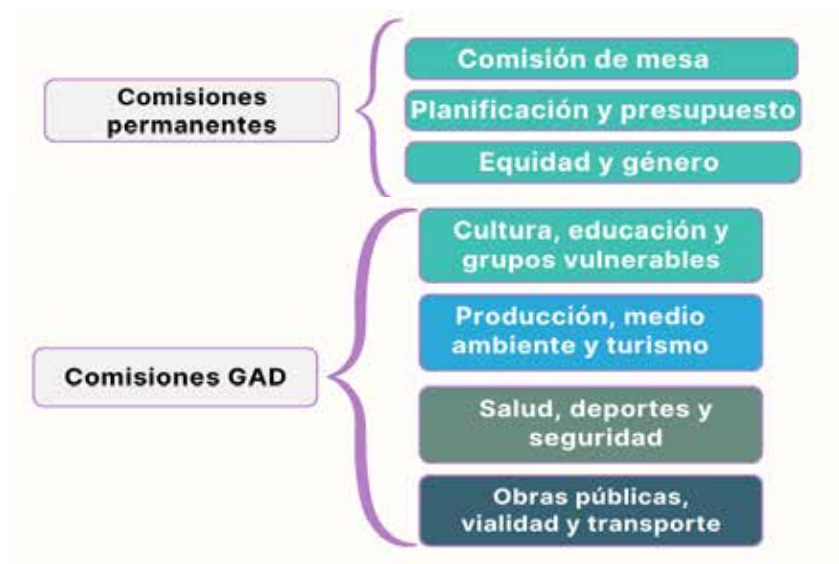 Comisiones
permanentes
Comisión de mesa
Planificación y presupuesto
Equidad y género
Comisiones GAD
Cultura, educación y
grupos vulnerables
Producción, medio
ambiente y turismo
Salud, deportes y
seguridad
Obras públicas,
vialidad y transporte